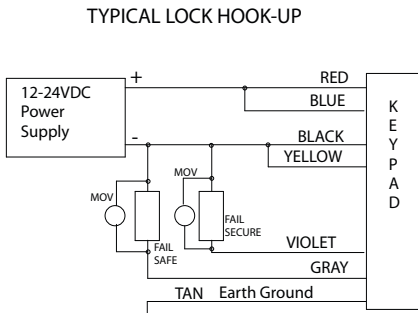 TYPICAL LOCK HOOK-UP
+
RED
12-24VDC
Power
Supply
BLUE
-
BLACK
YELLOW
K
E
Y
P
A
D
MOV
MOV
FAIL
SECURE
FAIL
SAFE
VIOLET
GRAY
TAN Earth Ground